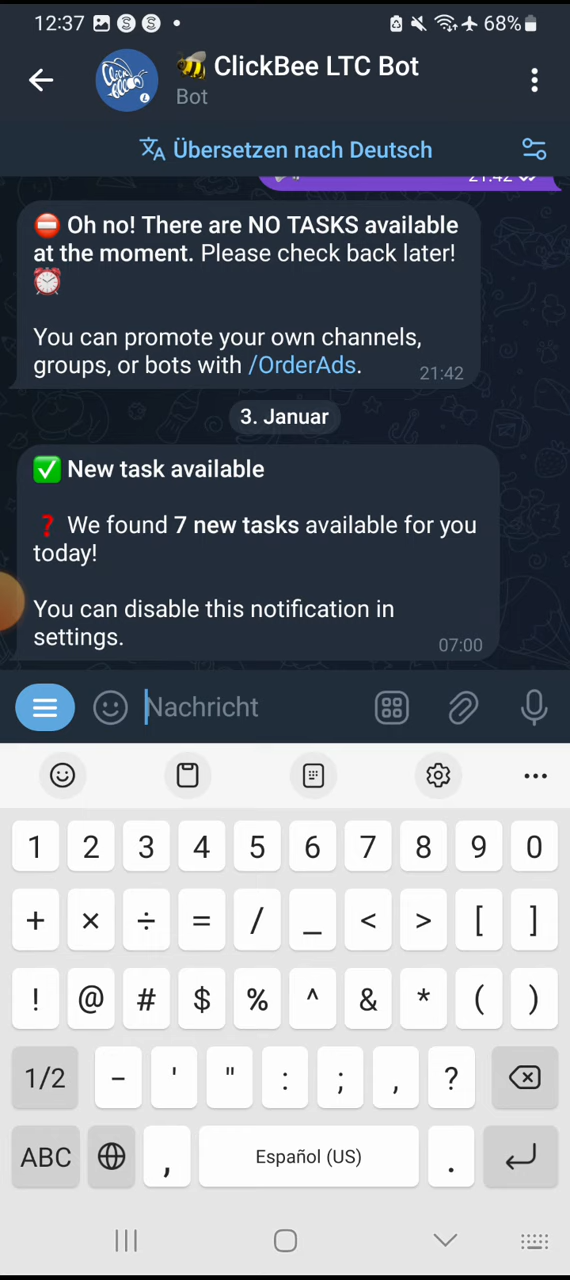 12:37
68%
ClickBee LTC Bot
Bot
Übersetzen nach Deutsch
21:42
Oh no! There are NO TASKS available
at the moment. Please check back later!
You can promote your own channels,
groups, or bots with /OrderAds.
21:42
3. Januar
New task available
❓ We found 7 new tasks available for you
today!
You can disable this notification in
settings.
07:00
Nachricht
1 2 3 4 5 6 7 8 9 0
+ × ÷ = / _ < > [ ]
! @ # $ % ^ & * ( )
1/2 - ' " : ; , ?
ABC , Español (US) .